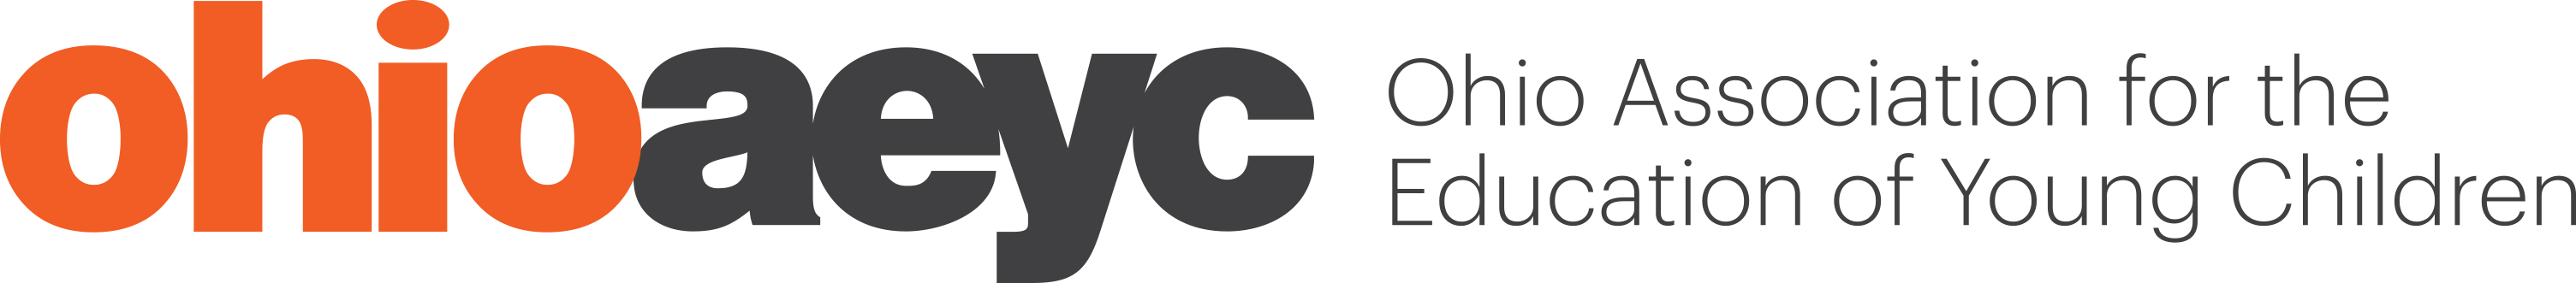 ohioaeyc
Ohio Association for the
Education of Young Children